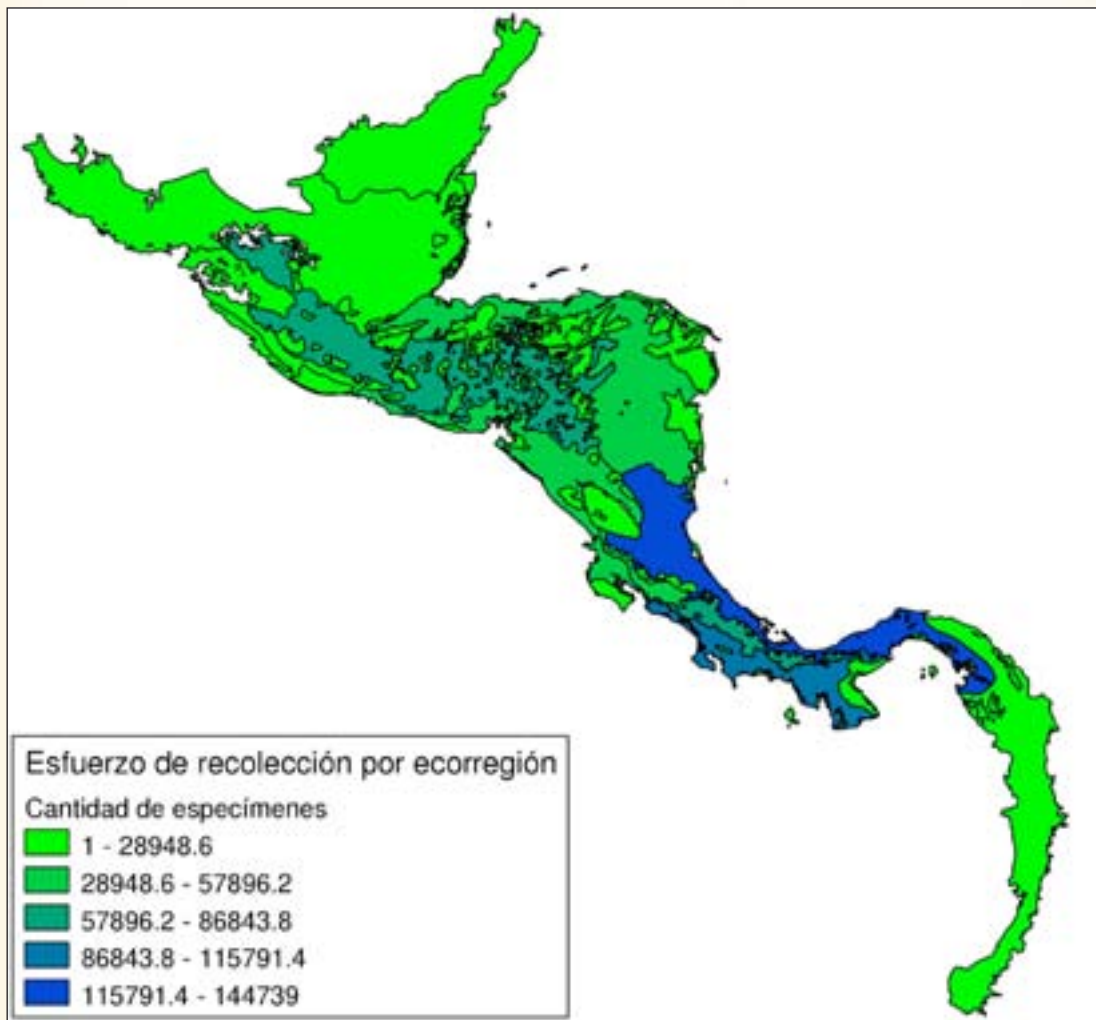 Esfuerzo de recolección por ecorregión
Cantidad de especímenes
1 - 28948.6
28948.6 - 57896.2
57896.2 - 86843.8
86843.8 - 115791.4
115791.4 - 144739